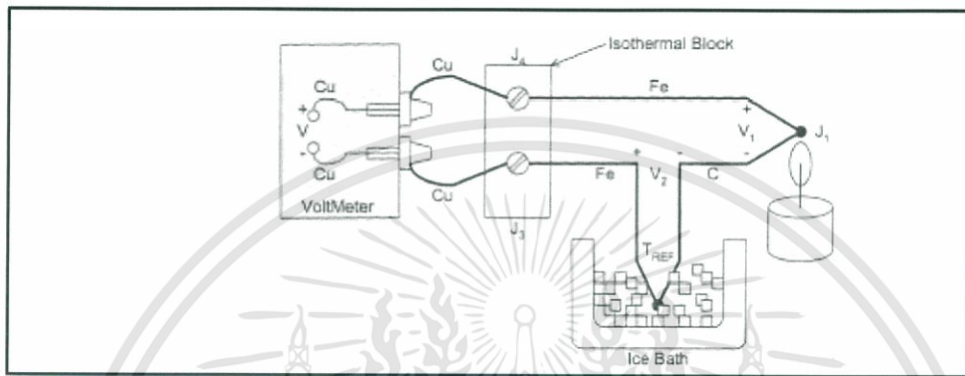 Isothermal Block
J4
Cu
Cu
Fe
+
V
-
+
V1
-
J1
Cu
Cu
Fe
+
V2
-
C
VoltMeter
J3
TREF
Ice Bath